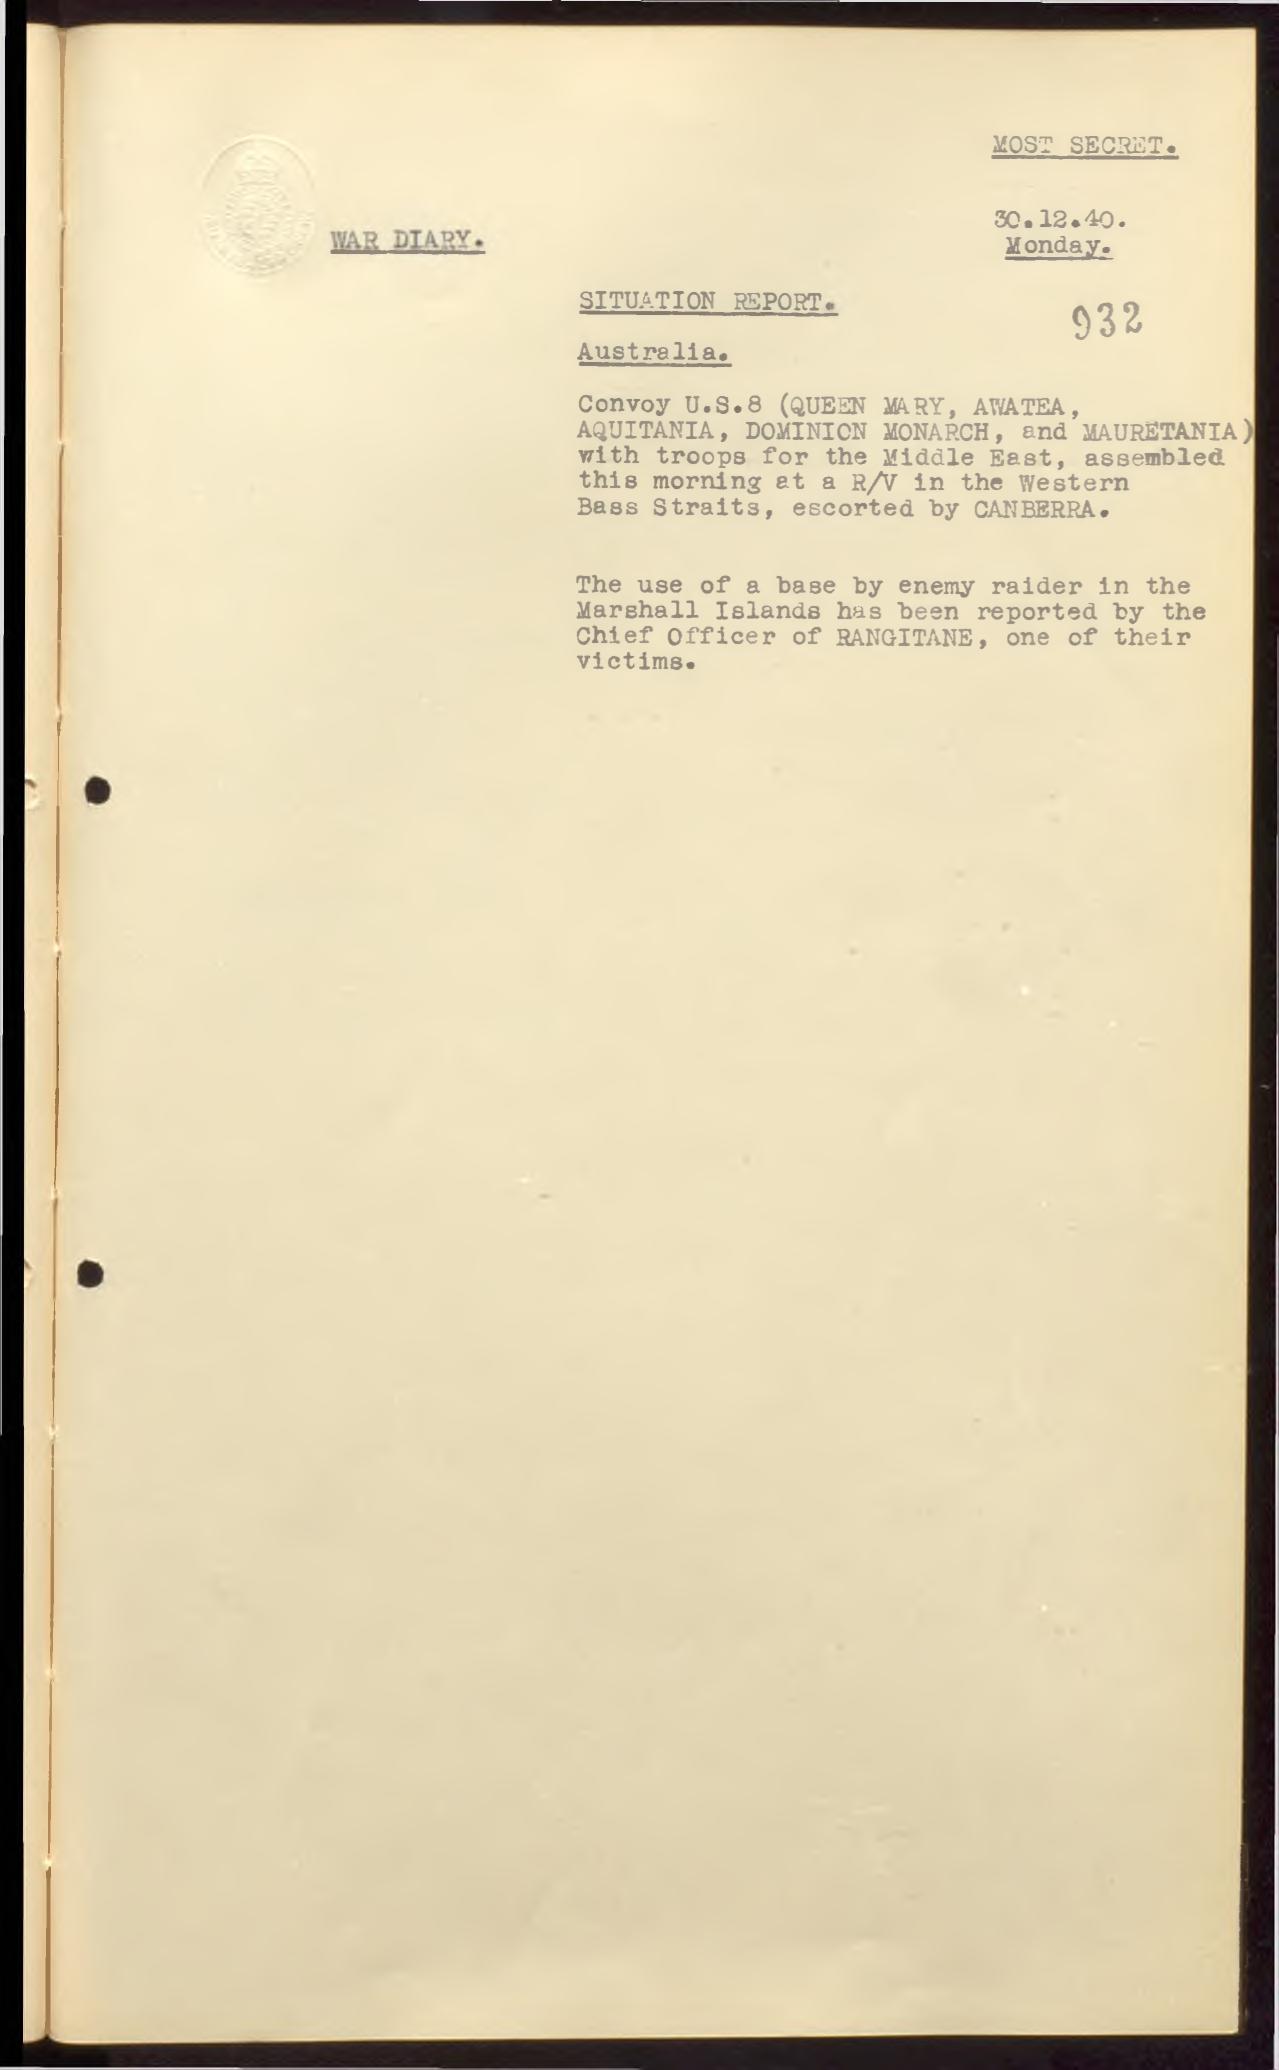 MOST SECRET.
30.12.40.
Monday.
WAR DIARY.
SITUATION REPORT.
932
Australia.
Convoy U.S.8 (QUEEN MARY, AWATEA,
AQUITANIA, DOMINION MONARCH, and MAURETANIA)
with troops for the Middle East, assembled
this morning at a R/V in the Western
Bass Straits, escorted by CANBERRA.
The use of a base by enemy raider in the
Marshall Islands has been reported by the
Chief Officer of RANGITANE, one of their
victims.